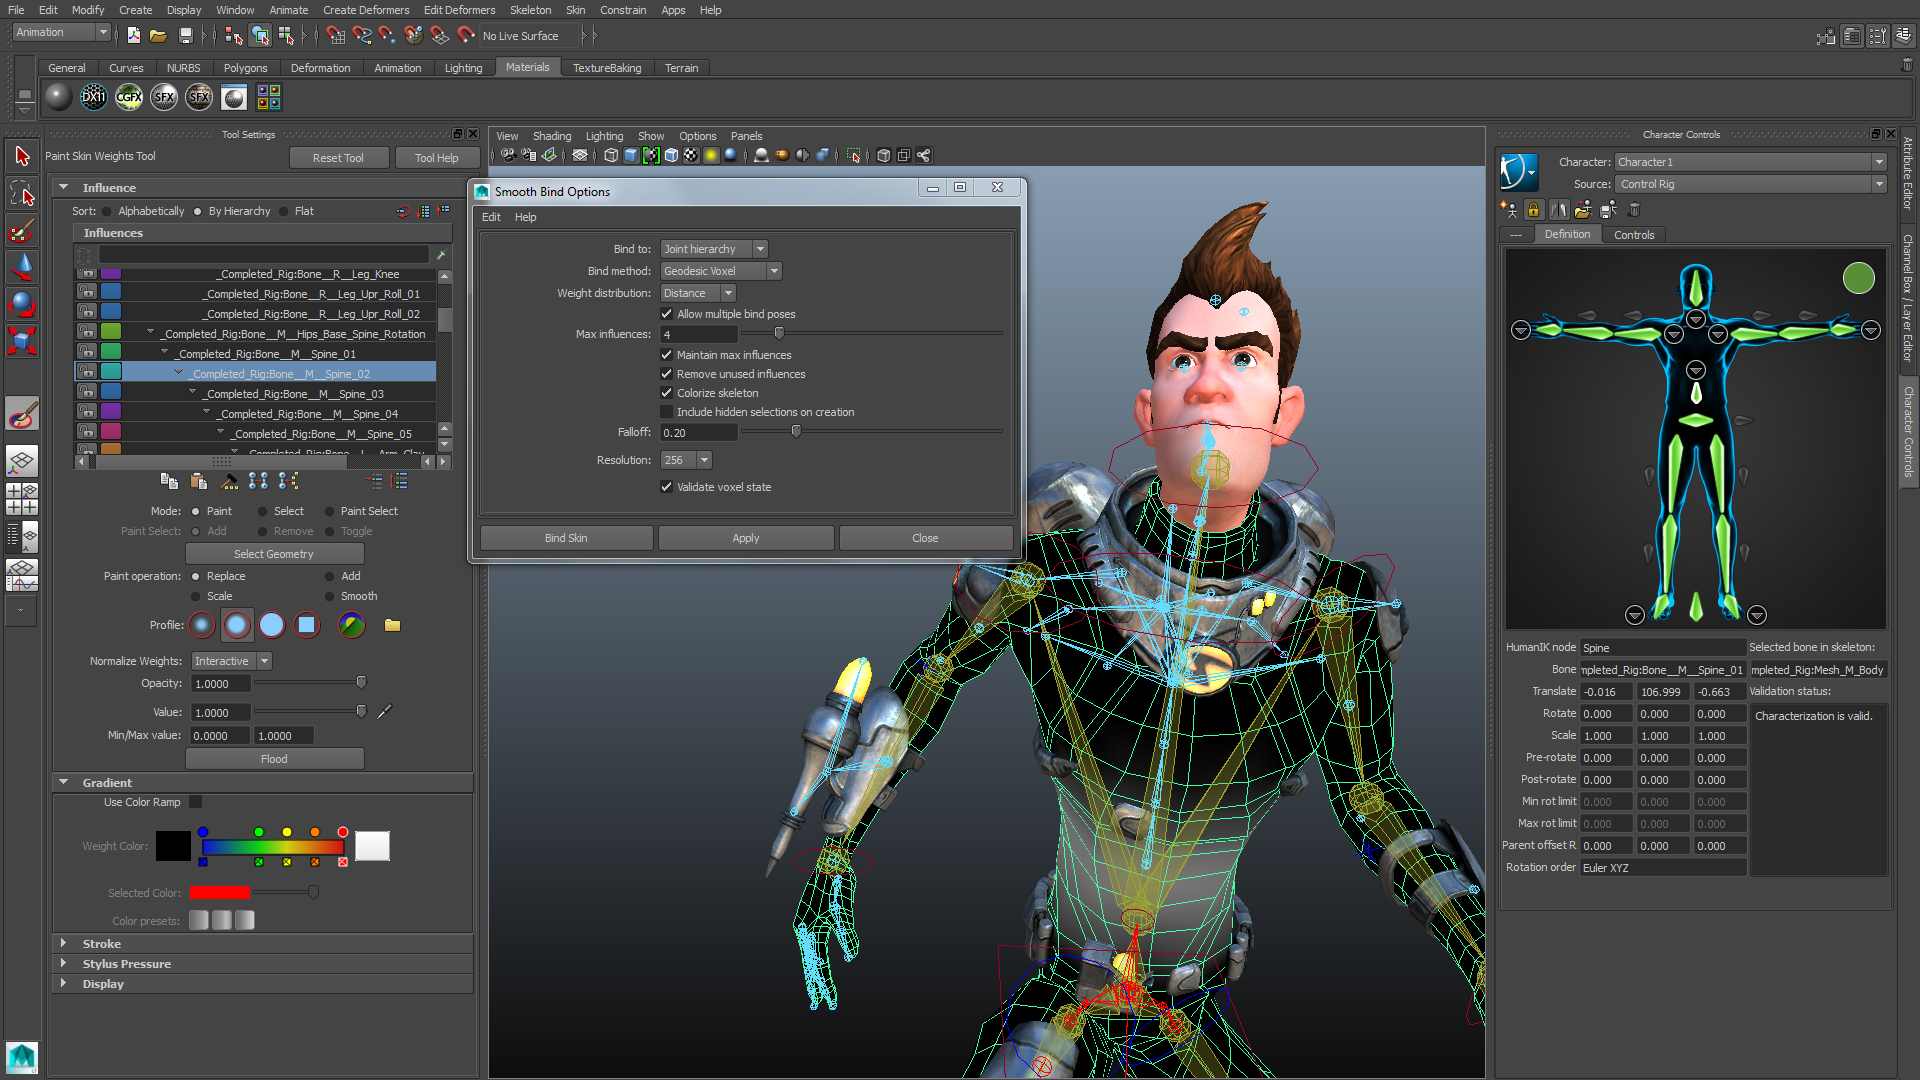 File Edit Modify Create Display Window Animate Create Deformers Edit Deformers Skeleton Skin Constrain Apps Help
Animation
No Live Surface
General Curves NURBS Polygons Deformation Animation Lighting Materials TextureBaking Terrain
DX11 CGFX SFX SFX
Tool Settings
Paint Skin Weights Tool Reset Tool Tool Help
Influence
Sort: Alphabetically By Hierarchy Flat
Influences
_Completed_Rig:Bone__R__Leg_Knee
_Completed_Rig:Bone__R__Leg_Upr_Roll_01
_Completed_Rig:Bone__R__Leg_Upr_Roll_02
_Completed_Rig:Bone__M__Hips_Base_Spine_Rotation
_Completed_Rig:Bone__M__Spine_01
_Completed_Rig:Bone__M__Spine_02
_Completed_Rig:Bone__M__Spine_03
_Completed_Rig:Bone__M__Spine_04
_Completed_Rig:Bone__M__Spine_05
_Completed_Rig:Bone__L__Arm_Clav
Mode: Paint Select Paint Select
Paint Select: Add Remove Toggle
Select Geometry
Paint operation: Replace Add
Scale Smooth
Profile:
Normalize Weights: Interactive
Opacity: 1.0000
Value: 1.0000
Min/Max value: 0.0000 1.0000
Flood
Gradient
Use Color Ramp
Weight Color:
Selected Color:
Color presets:
Stroke
Stylus Pressure
Display
View Shading Lighting Show Options Panels
Smooth Bind Options
Edit Help
Bind to: Joint hierarchy
Bind method: Geodesic Voxel
Weight distribution: Distance
Allow multiple bind poses
Max influences: 4
Maintain max influences
Remove unused influences
Colorize skeleton
Include hidden selections on creation
Falloff: 0.20
Resolution: 256
Validate voxel state
Bind Skin Apply Close
Character Controls
Character: Character1
Source: Control Rig
--- Definition Controls
HumanIK node Spine Selected bone in skeleton:
Bone mpleted_Rig:Bone__M__Spine_01 mpleted_Rig:Mesh_M_Body
Translate -0.016 106.999 -0.663 Validation status:
Rotate 0.000 0.000 0.000 Characterization is valid.
Scale 1.000 1.000 1.000
Pre-rotate 0.000 0.000 0.000
Post-rotate 0.000 0.000 0.000
Min rot limit 0.000 0.000 0.000
Max rot limit 0.000 0.000 0.000
Parent offset R 0.000 0.000 0.000
Rotation order Euler XYZ
Attribute Editor
Channel Box / Layer Editor
Character Controls